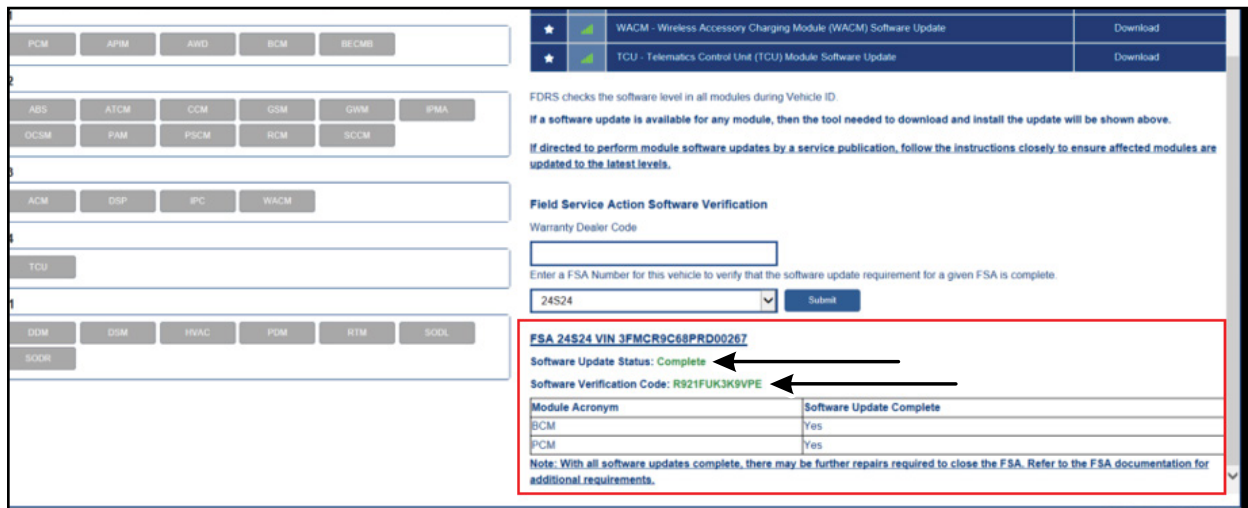 PCM APIM AWD BCM BECMB
2
ABS ATCM CCM GSM GWM IPMA
OCSM PAM PSCM RCM SCCM
3
ACM DSP IPC WACM
4
TCU
1
DDM DSM HVAC PDM RTM SODL
SODR
WACM - Wireless Accessory Charging Module (WACM) Software Update Download
TCU - Telematics Control Unit (TCU) Module Software Update Download
FDRS checks the software level in all modules during Vehicle ID.
If a software update is available for any module, then the tool needed to download and install the update will be shown above.
If directed to perform module software updates by a service publication, follow the instructions closely to ensure affected modules are
updated to the latest levels.
Field Service Action Software Verification
Warranty Dealer Code
Enter a FSA Number for this vehicle to verify that the software update requirement for a given FSA is complete.
24S24 Submit
FSA 24S24 VIN 3FMCR9C68PRD00267
Software Update Status: Complete
Software Verification Code: R921FUK3K9VPE
Module Acronym Software Update Complete
BCM Yes
PCM Yes
Note: With all software updates complete, there may be further repairs required to close the FSA. Refer to the FSA documentation for
additional requirements.